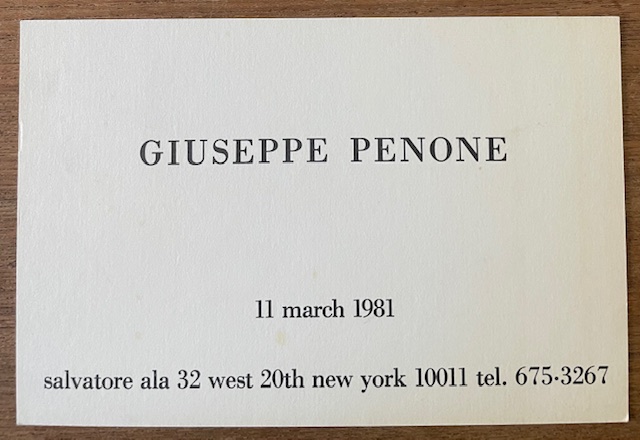 GIUSEPPE PENONE
11 march 1981
salvatore ala 32 west 20th new york 10011 tel. 675·3267